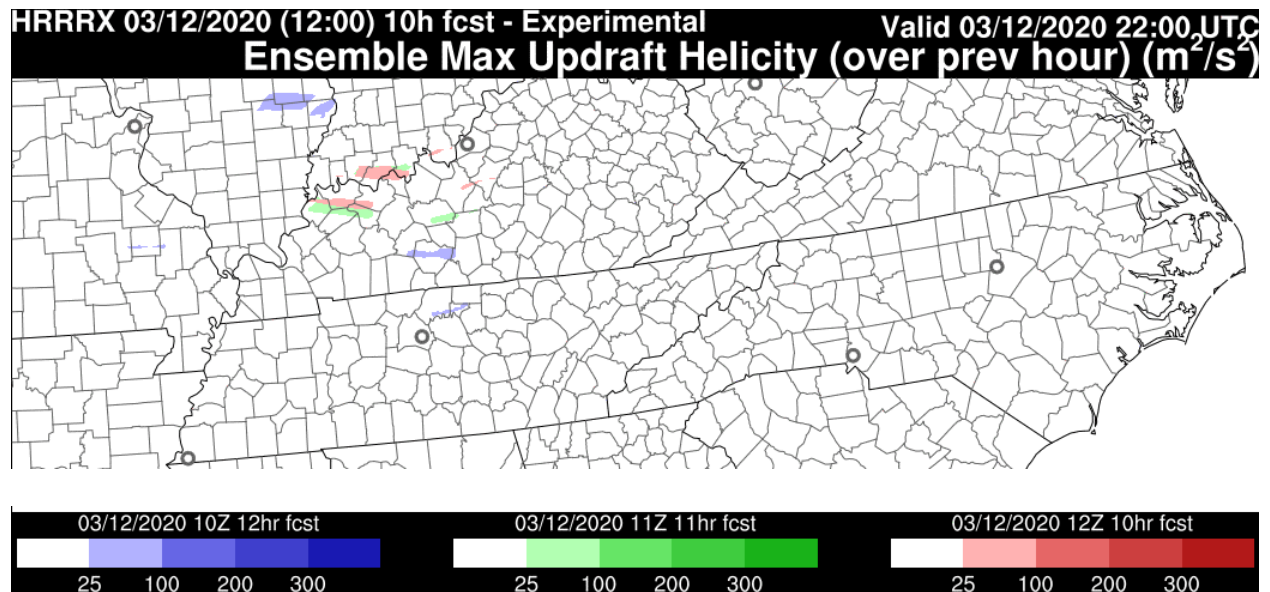 HRRRX 03/12/2020 (12:00) 10h fcst - Experimental Valid 03/12/2020 22:00 UTC
Ensemble Max Updraft Helicity (over prev hour) (m²/s²)
03/12/2020 10Z 12hr fcst 03/12/2020 11Z 11hr fcst 03/12/2020 12Z 10hr fcst
25 100 200 300 25 100 200 300 25 100 200 300